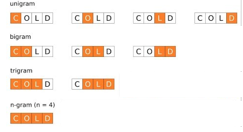 unigram
C O L D C O L D C O L D C O L D
bigram
C O L D C O L D C O L D
trigram
C O L D C O L D
n-gram (n = 4)
C O L D